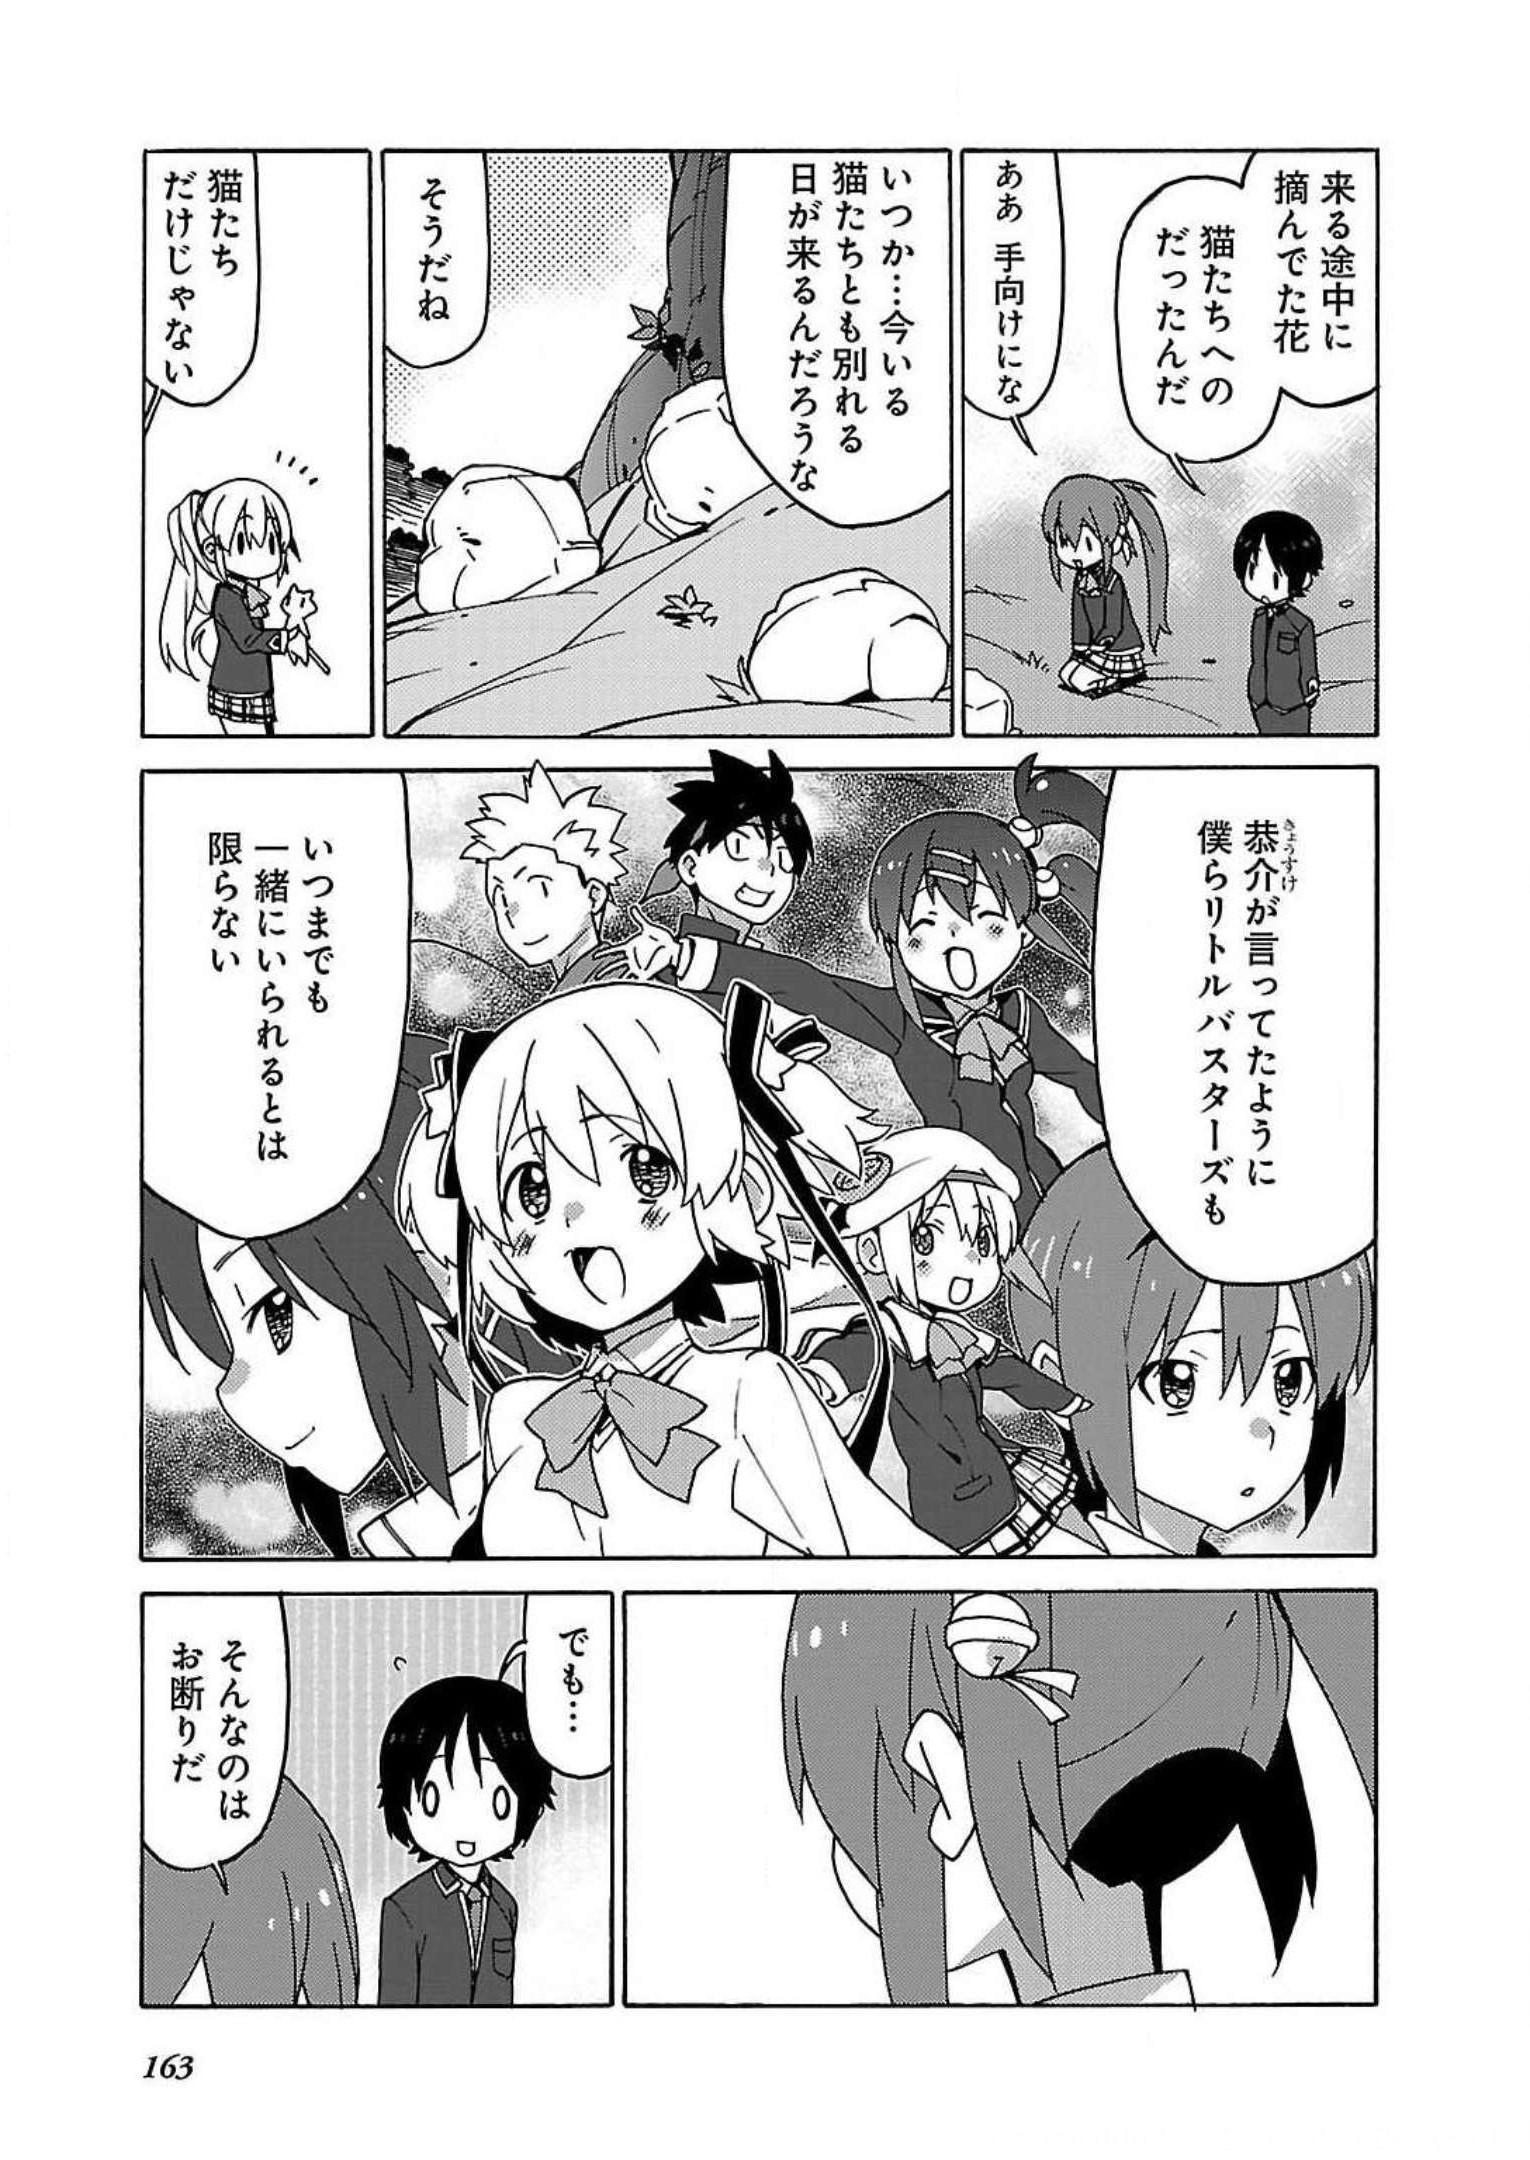 来る途中に
摘んでた花
猫たちへの
だったんだ
ああ 手向けにな
いつか…今いる
猫たちとも別れる
日が来るんだろうな
そうだね
猫たち
だけじゃない
恭介が言ってたように
きょうすけ
僕らリトルバスターズも
いつまでも
一緒にいられるとは
限らない
でも…
そんなのは
お断りだ
163